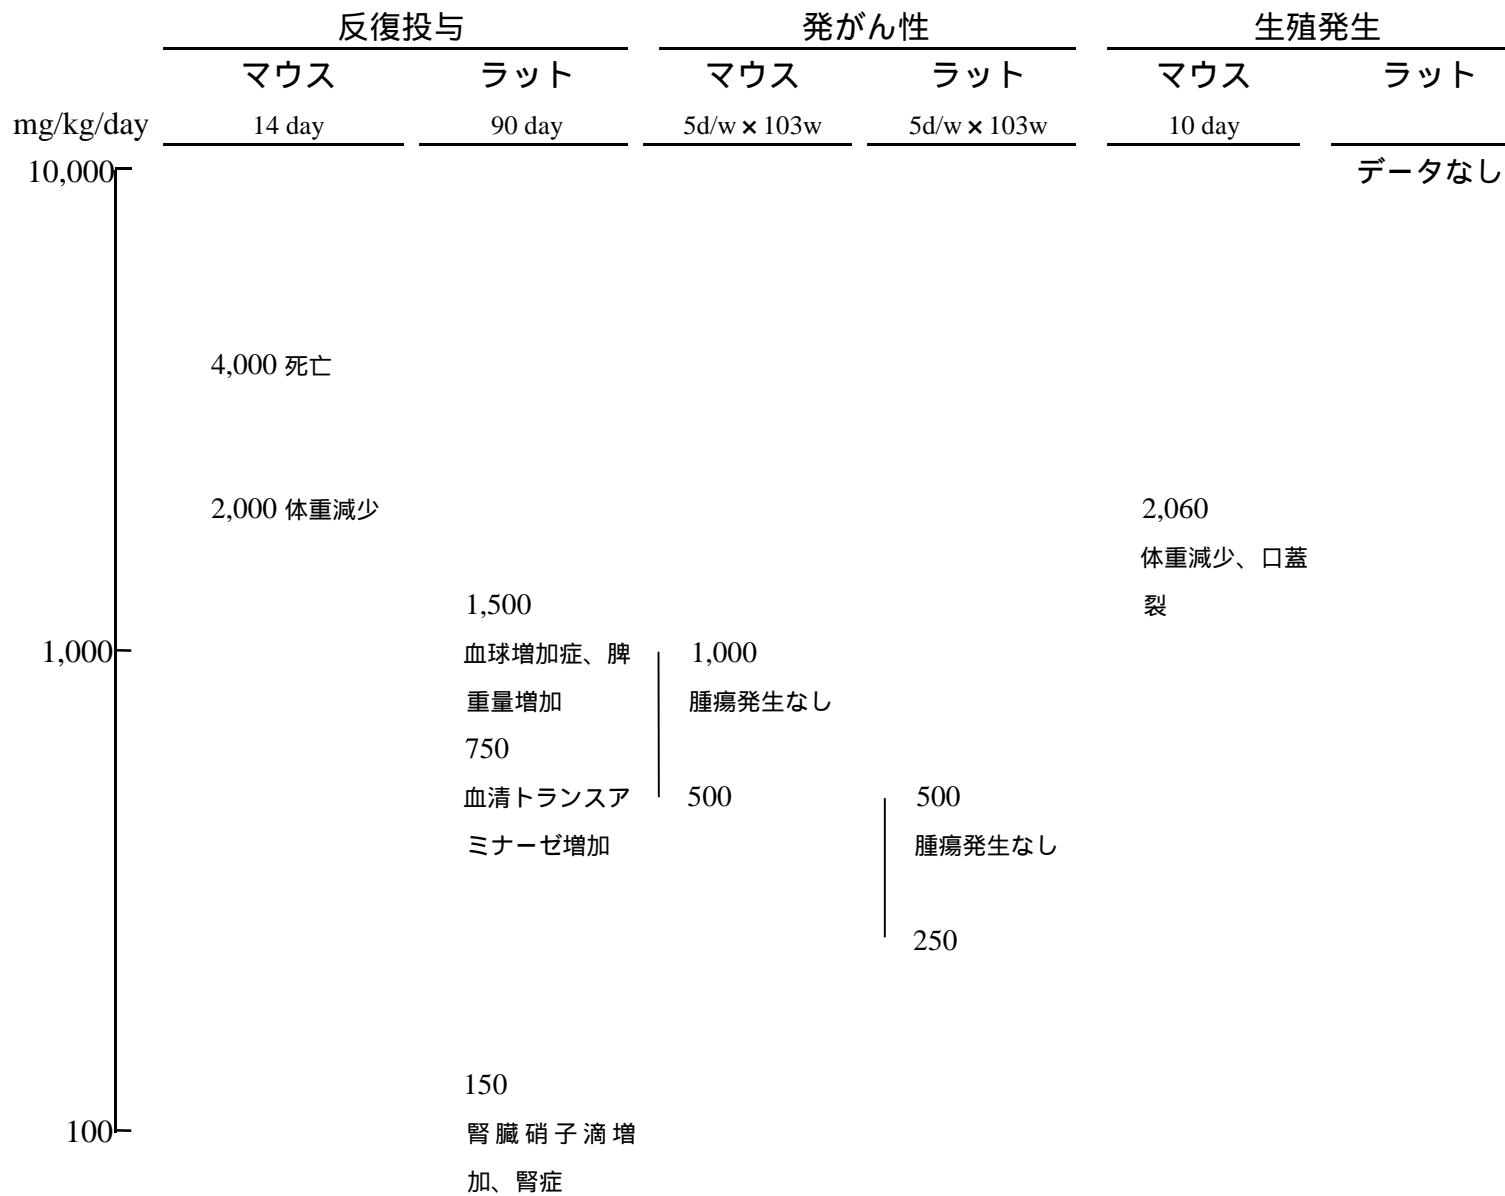 反復投与 発がん性 生殖発生
マウス ラット マウス ラット マウス ラット
mg/kg/day 14 day 90 day 5d/w×103w 5d/w×103w 10 day
10,000 データなし
4,000 死亡
2,000 体重減少 2,060
体重減少、口蓋
1,500 裂
1,000 血球増加症、脾 1,000
重量増加 腫瘍発生なし
750
血清トランスア 500 500
ミナーゼ増加 腫瘍発生なし
250
150
100 腎臓硝子滴増
加、腎症